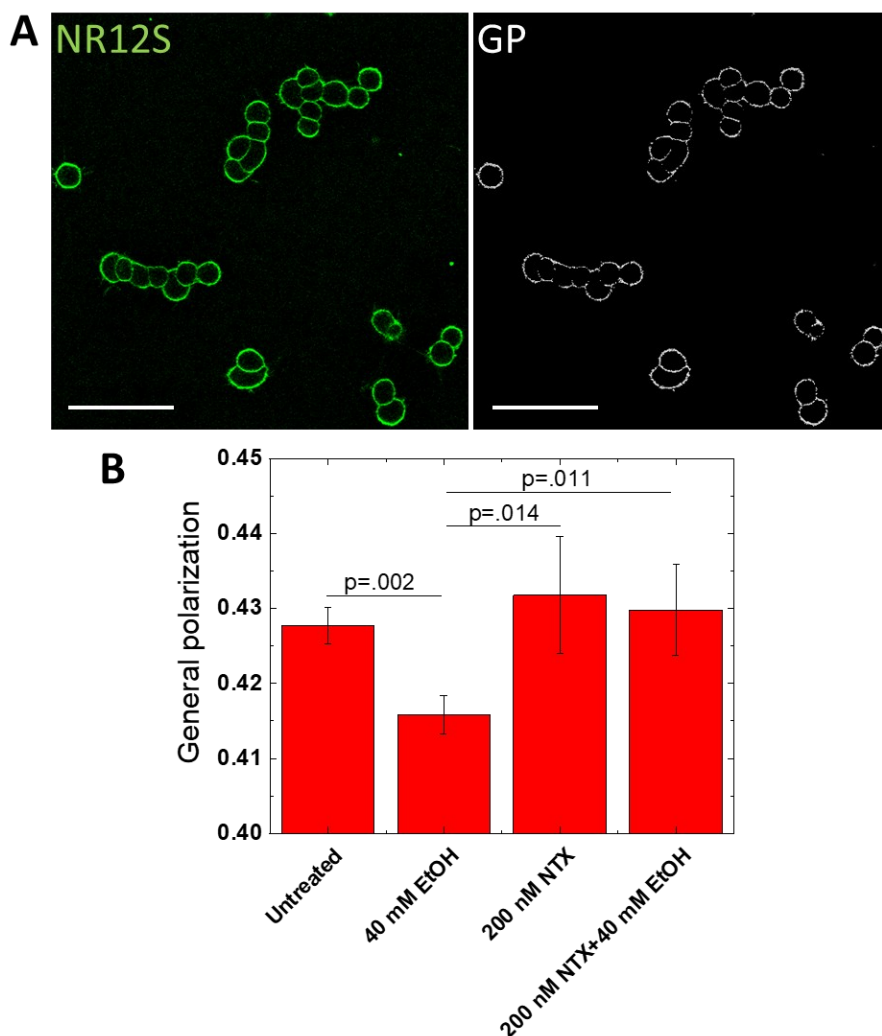 A
NR12S
GP
B
General polarization
0.45
0.44
0.43
0.42
0.41
0.40
p=.011
p=.014
p=.002
Untreated
40 mM EtOH
200 nM NTX
200 nM NTX+40 mM EtOH